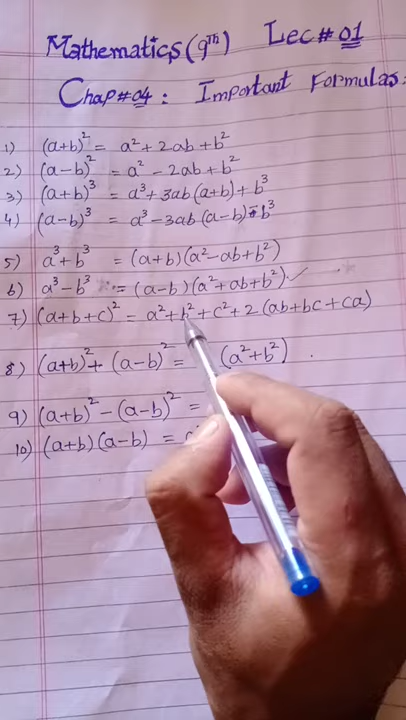 Mathematics (9th) Lec # 01
Chap # 04 : Important Formulas:
1) (a+b)² = a² + 2ab + b²
2) (a-b)² = a² - 2ab + b²
3) (a+b)³ = a³ + 3ab(a+b) + b³
4) (a-b)³ = a³ - 3ab(a-b) - b³
5) a³ + b³ = (a+b)(a² - ab + b²)
6) a³ - b³ = (a-b)(a² + ab + b²)
7) (a+b+c)² = a² + b² + c² + 2(ab+bc+ca)
8) (a+b)² + (a-b)² = (a²+b²)
9) (a+b)² - (a-b)² =
10) (a+b)(a-b) =